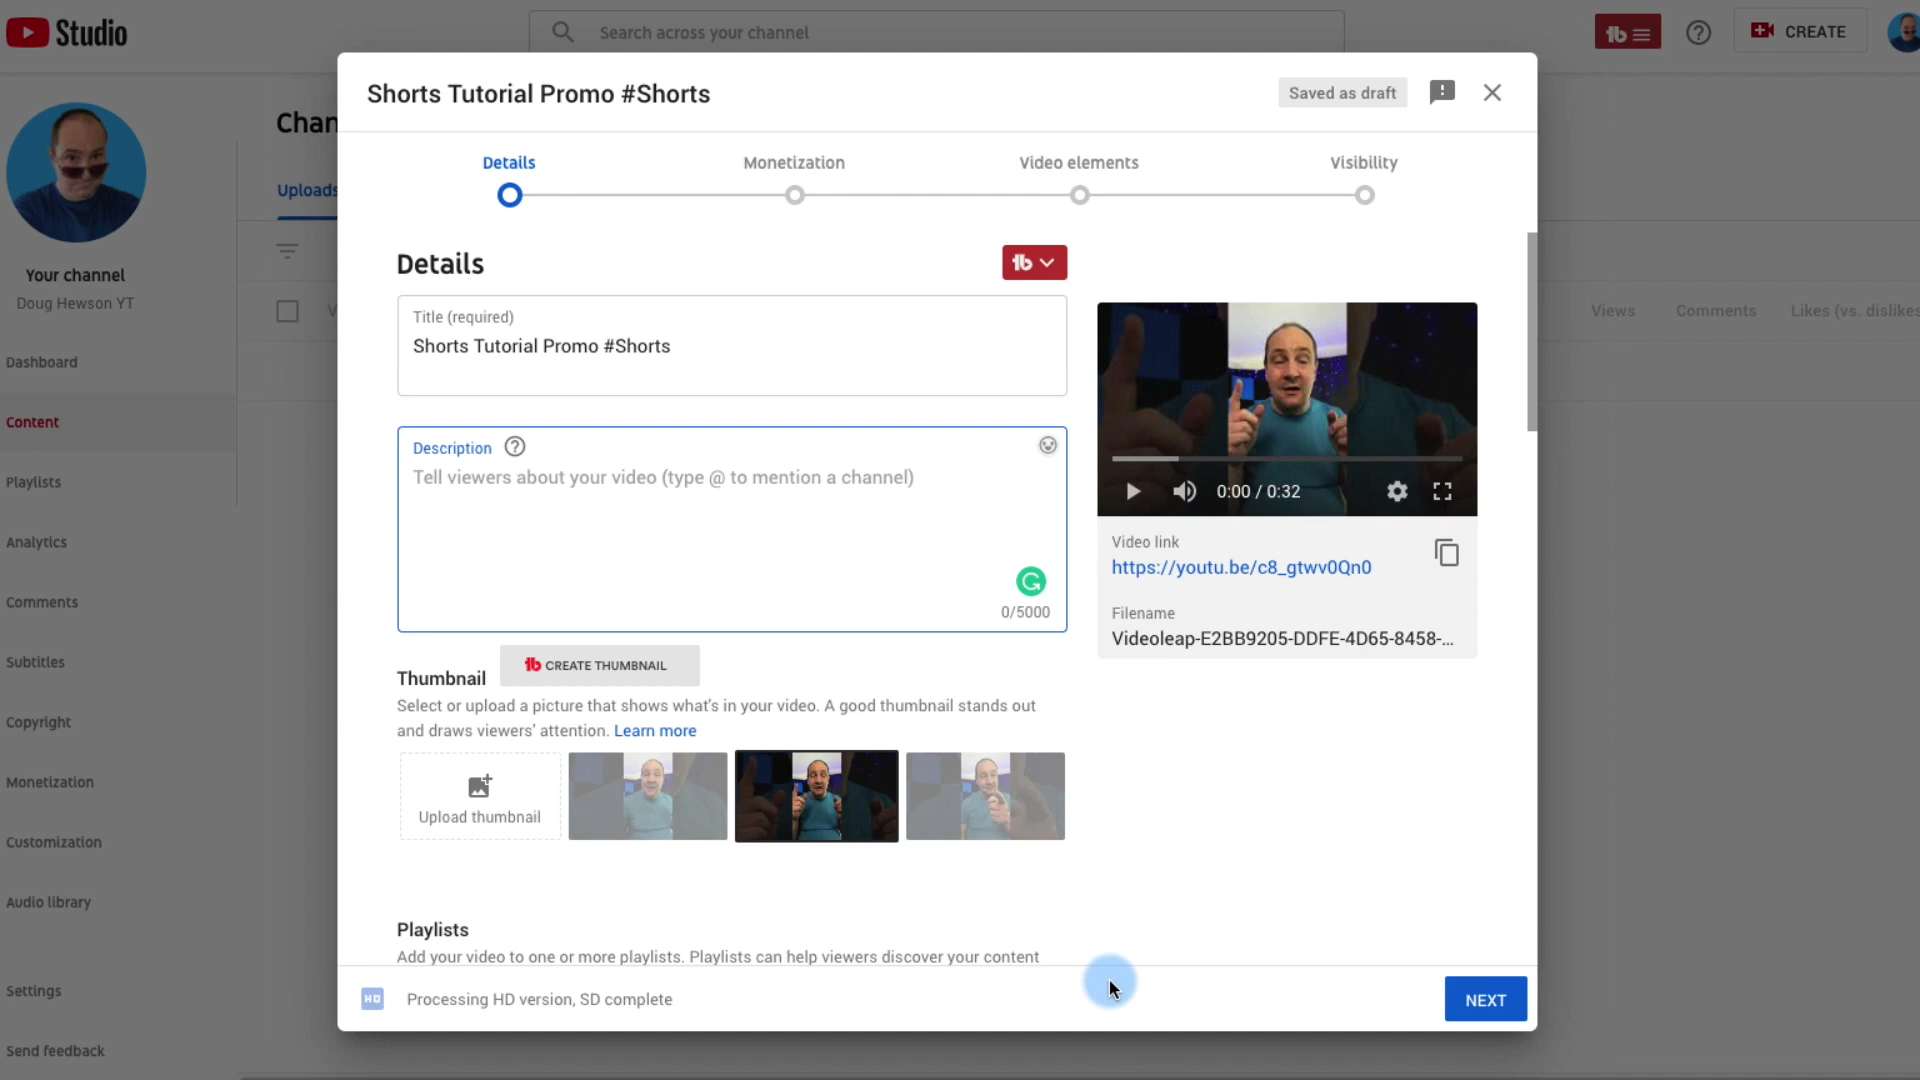 Studio
Search across your channel
CREATE
Shorts Tutorial Promo #Shorts
Saved as draft
Chan
Details
Monetization
Video elements
Visibility
Uploads
Your channel
Doug Hewson YT
Details
Title (required)
Shorts Tutorial Promo #Shorts
V
Views
Comments
Likes (vs. dislikes
Dashboard
Content
Playlists
Analytics
Comments
Subtitles
Copyright
Monetization
Customization
Audio library
Settings
Send feedback
Description
Tell viewers about your video (type @ to mention a channel)
0/5000
0:00 / 0:32
Video link
https://youtu.be/c8_gtwv0Qn0
Filename
Videoleap-E2BB9205-DDFE-4D65-8458-...
Thumbnail
CREATE THUMBNAIL
Select or upload a picture that shows what's in your video. A good thumbnail stands out
and draws viewers' attention. Learn more
Upload thumbnail
Playlists
Add your video to one or more playlists. Playlists can help viewers discover your content
HD
Processing HD version, SD complete
NEXT